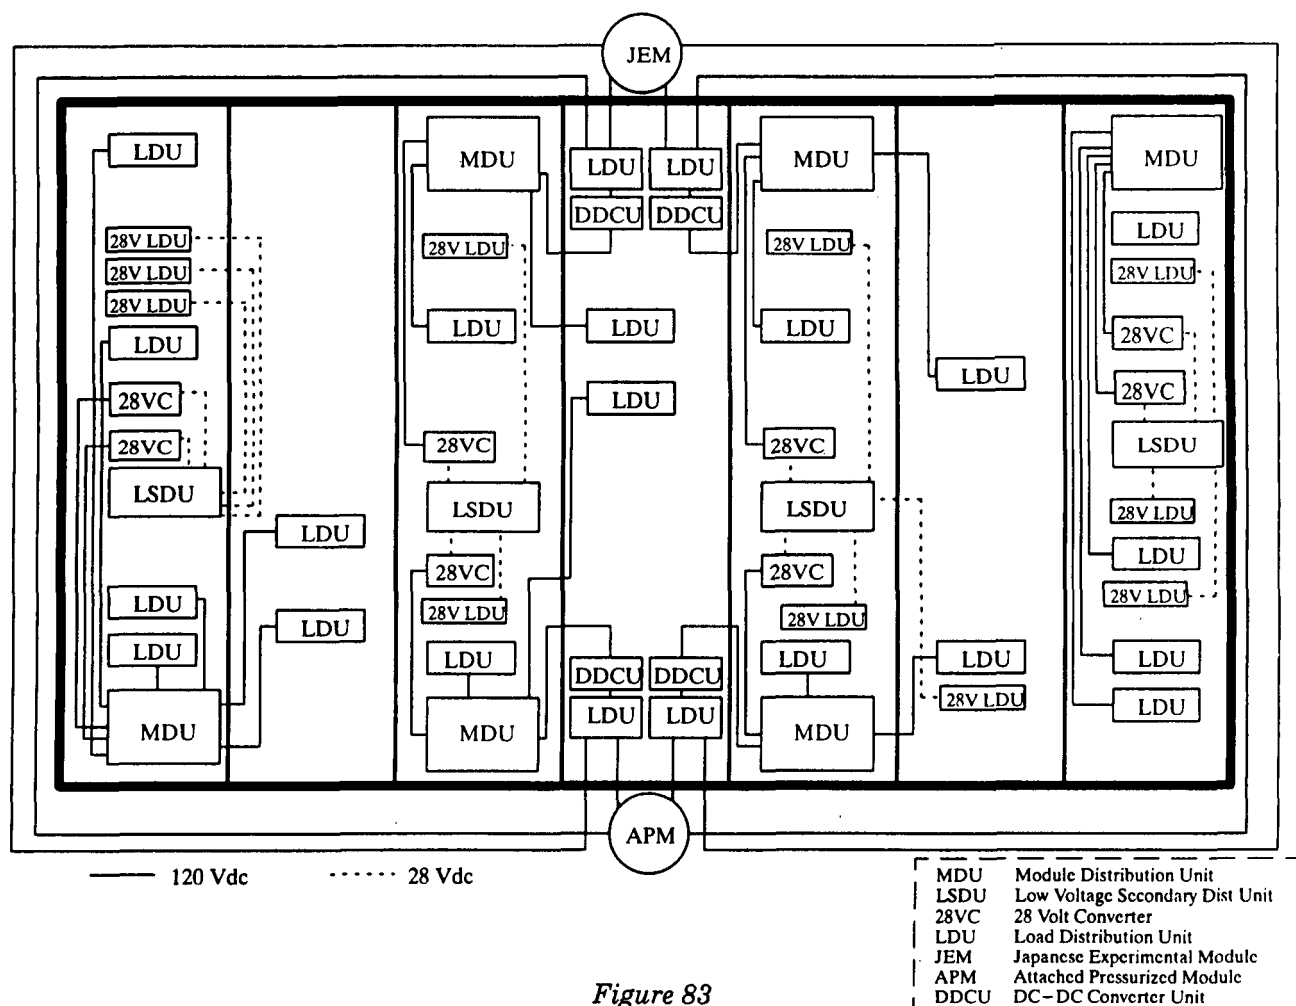 JEM
LDU
28V LDU
28V LDU
28V LDU
LDU
28VC
28VC
LSDU
LDU
LDU
MDU
LDU
LDU
MDU
28V LDU
LDU
28VC
LSDU
28VC
28V LDU
LDU
MDU
LDU
LDU
DDCU
DDCU
LDU
LDU
DDCU
DDCU
LDU
LDU
MDU
28V LDU
LDU
28VC
LSDU
28VC
28V LDU
LDU
MDU
LDU
LDU
28V LDU
MDU
LDU
28V LDU
28VC
28VC
LSDU
28V LDU
LDU
28V LDU
LDU
LDU
APM
120 Vdc
28 Vdc
MDU Module Distribution Unit
LSDU Low Voltage Secondary Dist Unit
28VC 28 Volt Converter
LDU Load Distribution Unit
JEM Japanese Experimental Module
APM Attached Pressurized Module
DDCU DC-DC Converter Unit
Figure 83